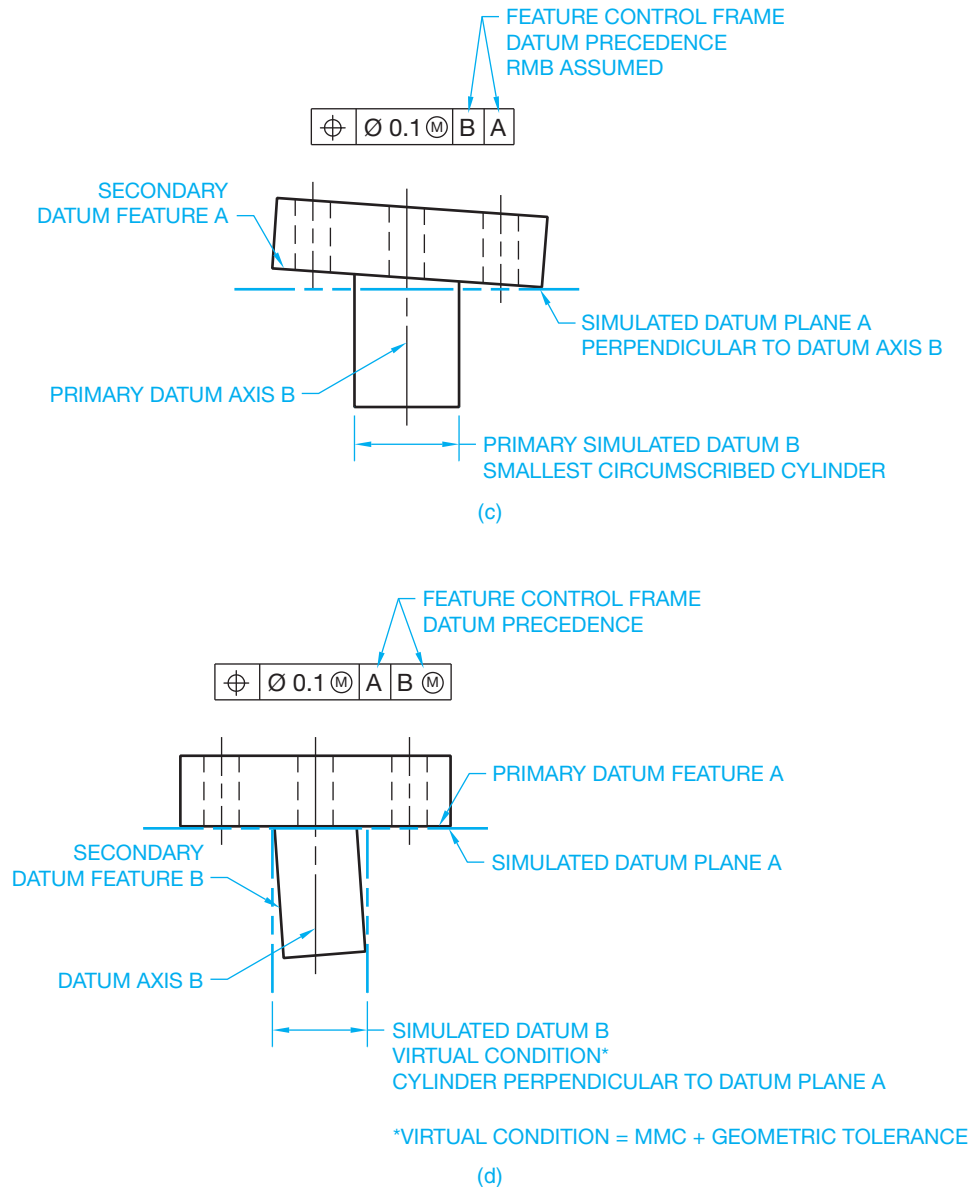 FEATURE CONTROL FRAME
DATUM PRECEDENCE
RMB ASSUMED
⌖ Ø 0.1 Ⓜ B A
SECONDARY
DATUM FEATURE A
SIMULATED DATUM PLANE A
PERPENDICULAR TO DATUM AXIS B
PRIMARY DATUM AXIS B
PRIMARY SIMULATED DATUM B
SMALLEST CIRCUMSCRIBED CYLINDER
(c)
FEATURE CONTROL FRAME
DATUM PRECEDENCE
⌖ Ø 0.1 Ⓜ A B Ⓜ
PRIMARY DATUM FEATURE A
SECONDARY
DATUM FEATURE B
SIMULATED DATUM PLANE A
DATUM AXIS B
SIMULATED DATUM B
VIRTUAL CONDITION*
CYLINDER PERPENDICULAR TO DATUM PLANE A
*VIRTUAL CONDITION = MMC + GEOMETRIC TOLERANCE
(d)